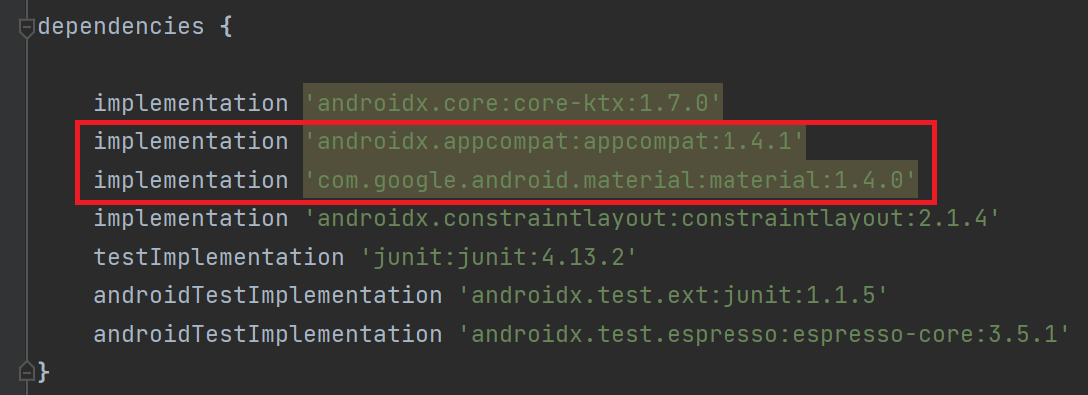 dependencies {
implementation 'androidx.core:core-ktx:1.7.0'
implementation 'androidx.appcompat:appcompat:1.4.1'
implementation 'com.google.android.material:material:1.4.0'
implementation 'androidx.constraintlayout:constraintlayout:2.1.4'
testImplementation 'junit:junit:4.13.2'
androidTestImplementation 'androidx.test.ext:junit:1.1.5'
androidTestImplementation 'androidx.test.espresso:espresso-core:3.5.1'
}